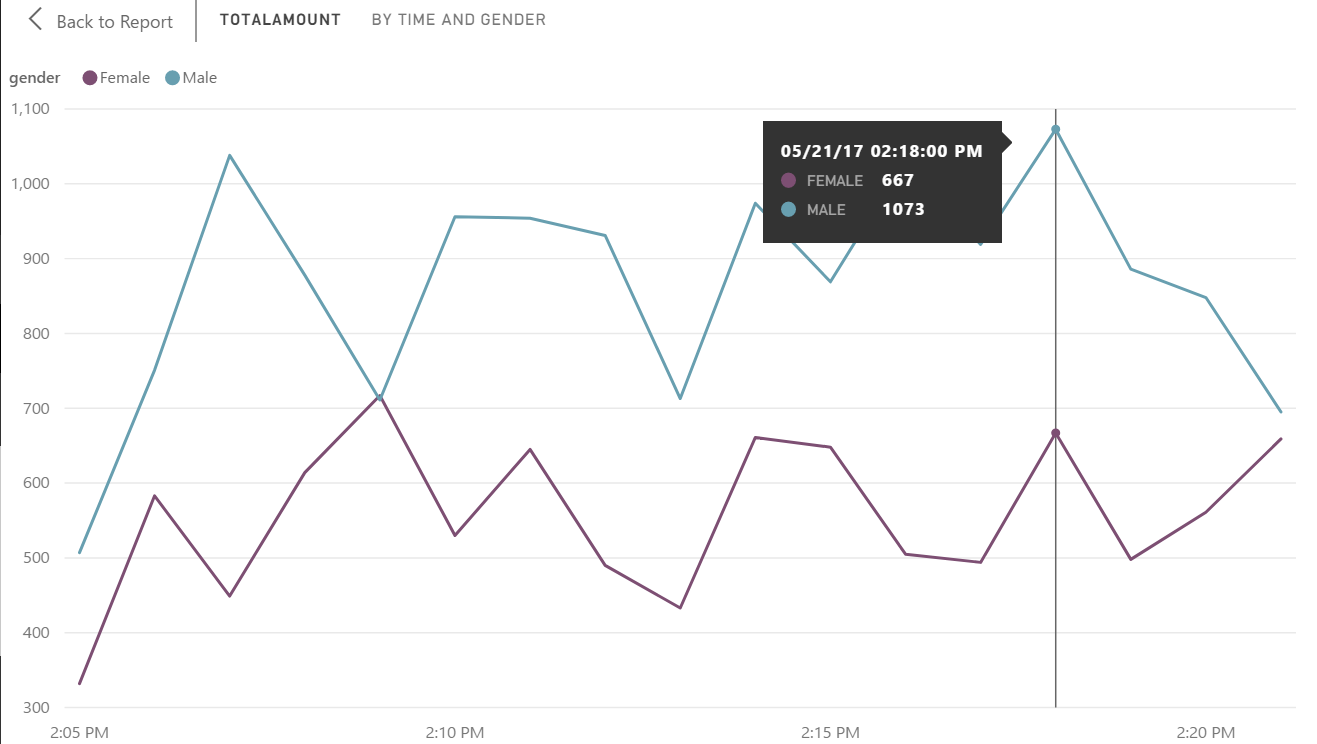 Back to Report TOTALAMOUNT BY TIME AND GENDER
gender Female Male
1,100
05/21/17 02:18:00 PM
FEMALE 667
MALE 1073
1,000
900
800
700
600
500
400
300
2:05 PM 2:10 PM 2:15 PM 2:20 PM